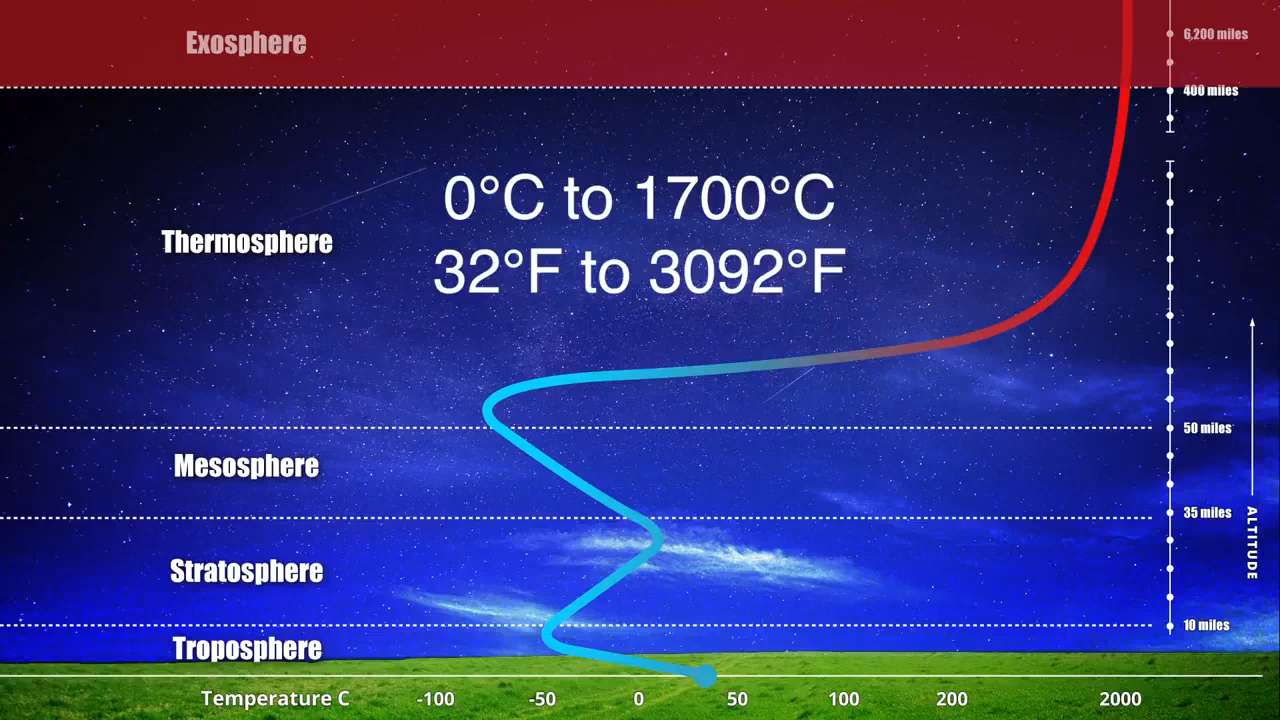 Exosphere
6,200 miles
400 miles
0°C to 1700°C
32°F to 3092°F
Thermosphere
50 miles
Mesosphere
35 miles
ALTITUDE
Stratosphere
10 miles
Troposphere
Temperature C -100 -50 0 50 100 200 2000